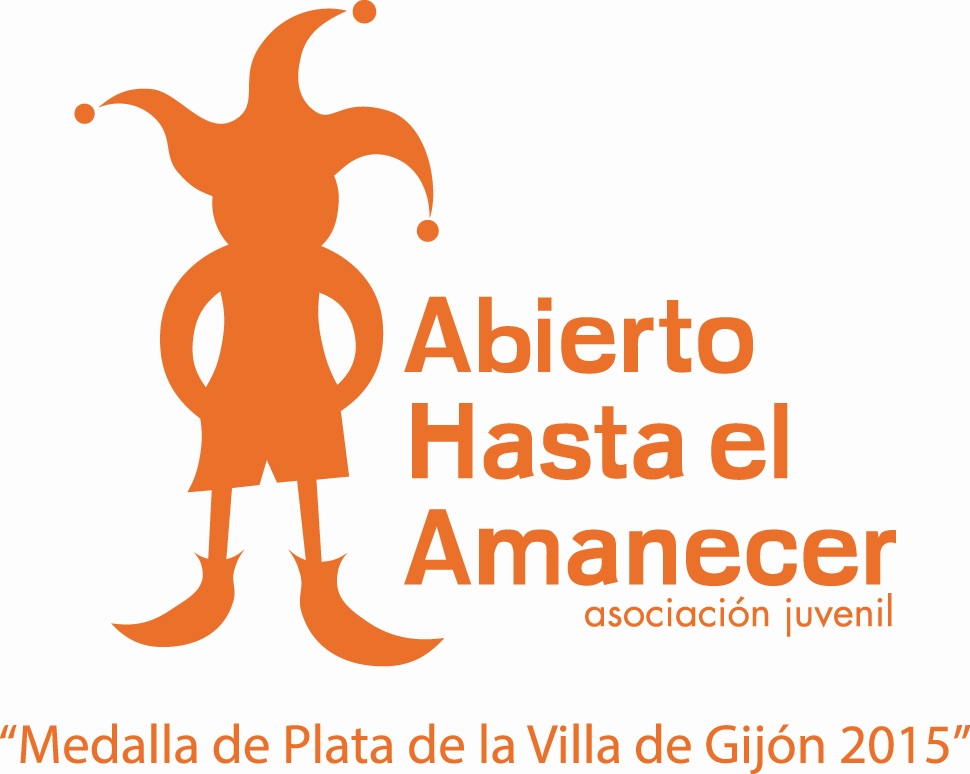 Abierto
Hasta el
Amanecer
asociación juvenil
“Medalla de Plata de la Villa de Gijón 2015”